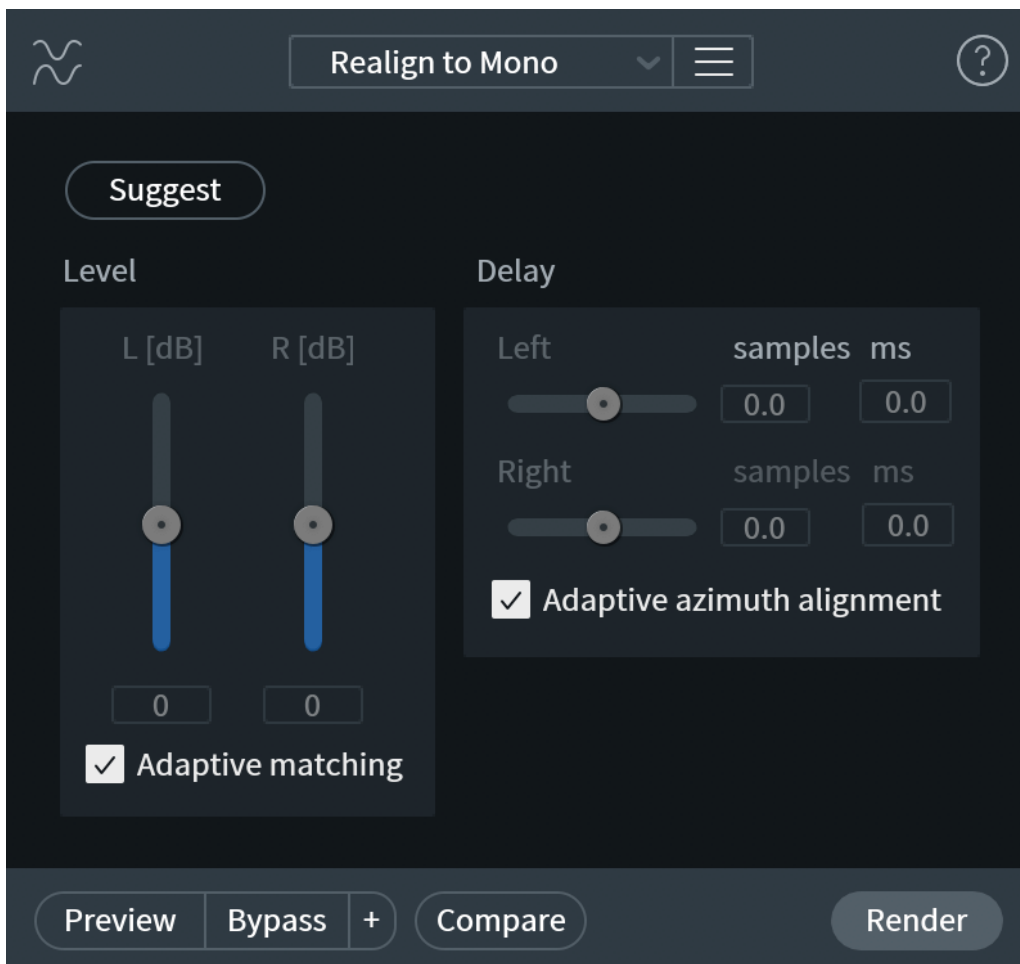 Realign to Mono
?
Suggest
Level
Delay
L [dB] R [dB]
0 0
Adaptive matching
Left samples ms
0.0 0.0
Right samples ms
0.0 0.0
Adaptive azimuth alignment
Preview Bypass + Compare Render